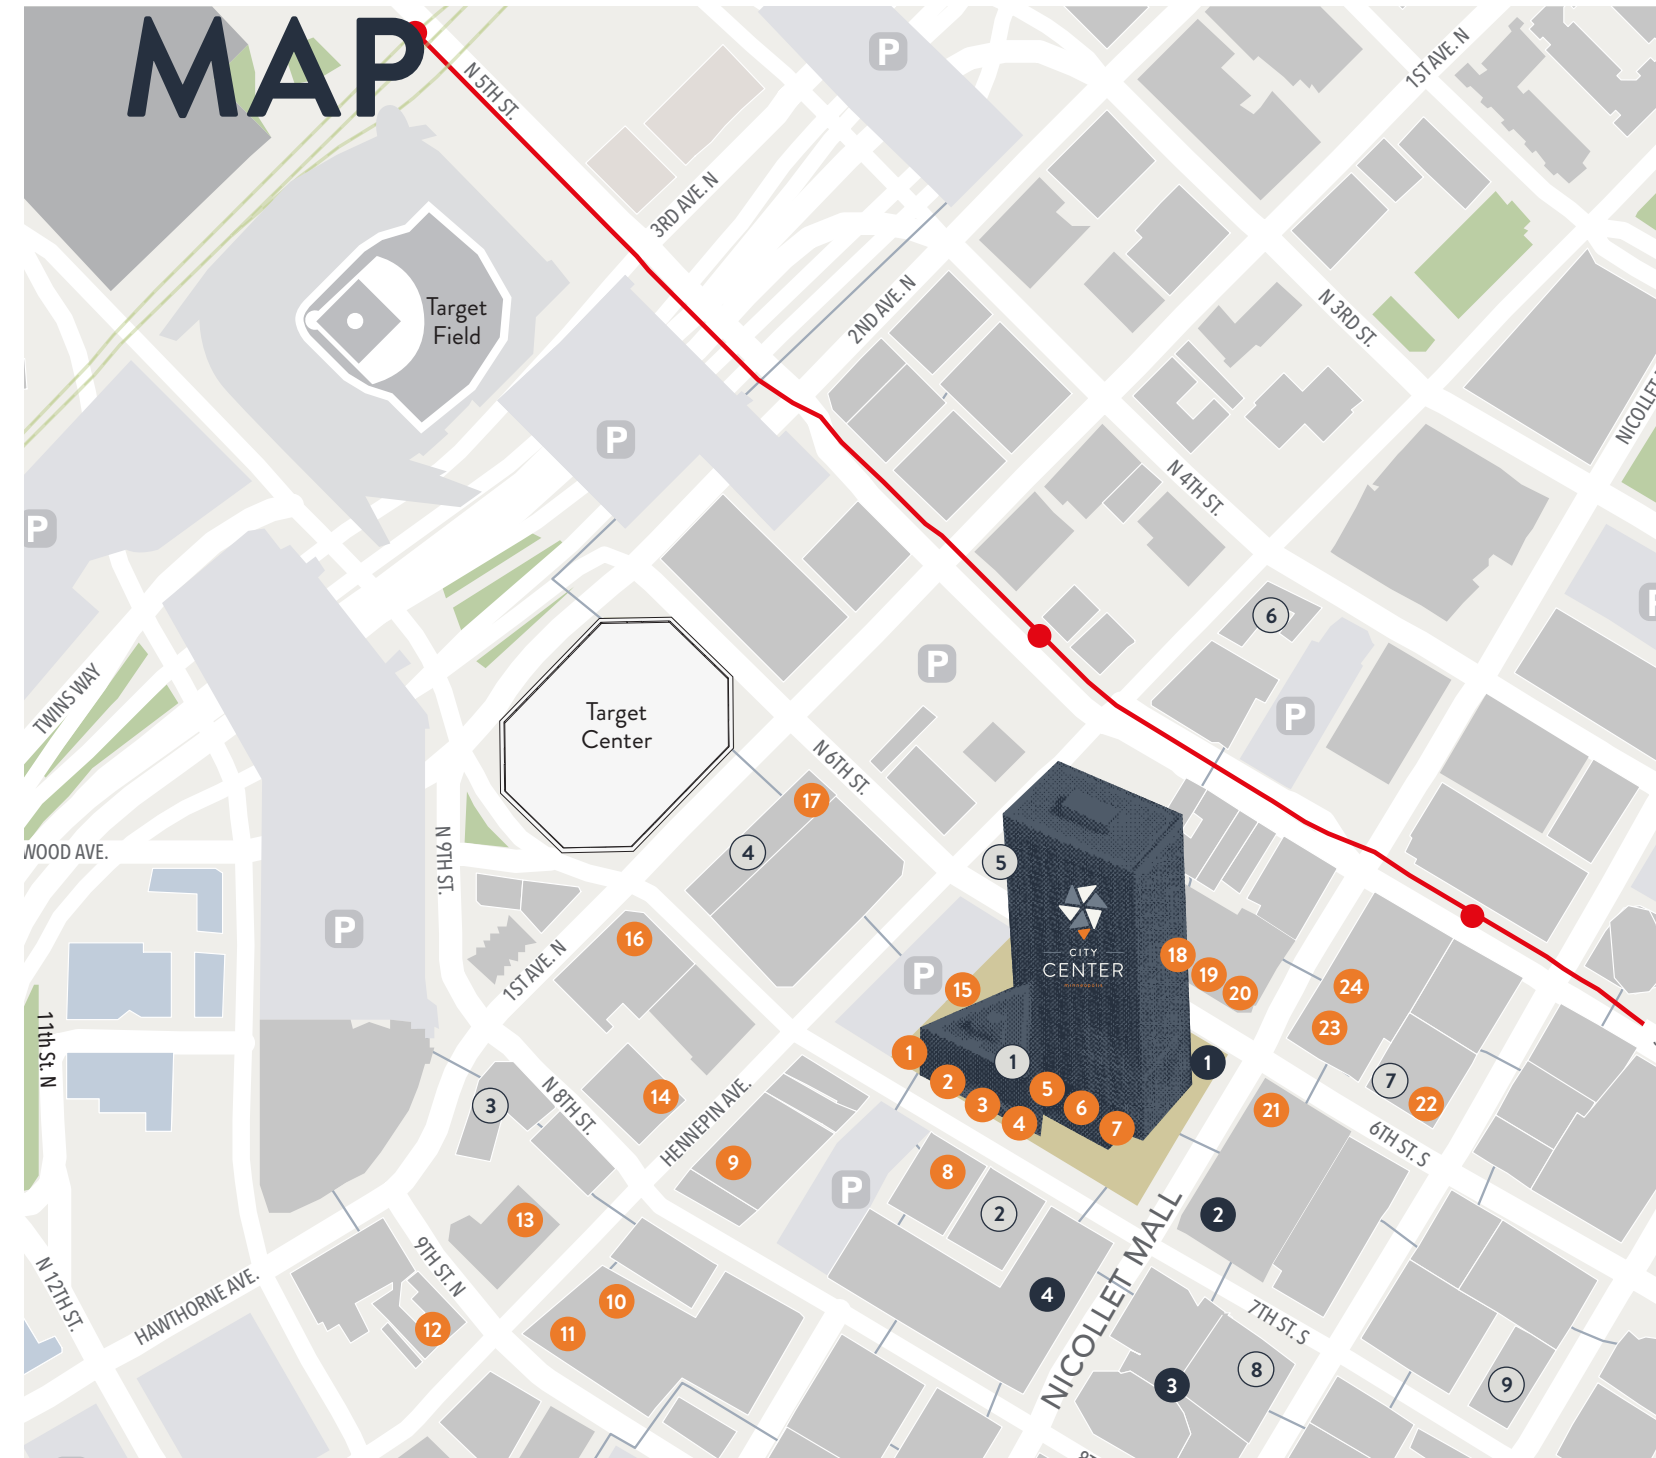 MAP
P
1ST AVE. N
N 5TH ST.
3RD AVE. N
2ND AVE. N
N 3RD ST.
Target
Field
NICOLLET
P
N 4TH ST.
P
6
P
P
P
TWINS WAY
Target
Center
N 6TH ST.
17
4
5
WOOD AVE.
N 9TH ST.
P
16
1ST AVE. N
CITY
CENTER
MINNEAPOLIS
18
19
20
15
P
24
23
11th St. N
1
1
1
2
3
4
5
6
7
7
22
21
6TH ST. S
3
N 8TH ST.
14
HENNEPIN AVE.
9
P
8
2
2
13
9TH ST. N
N 12TH ST.
HAWTHORNE AVE.
12
10
11
4
NICOLLET MALL
7TH ST. S
3
8
9